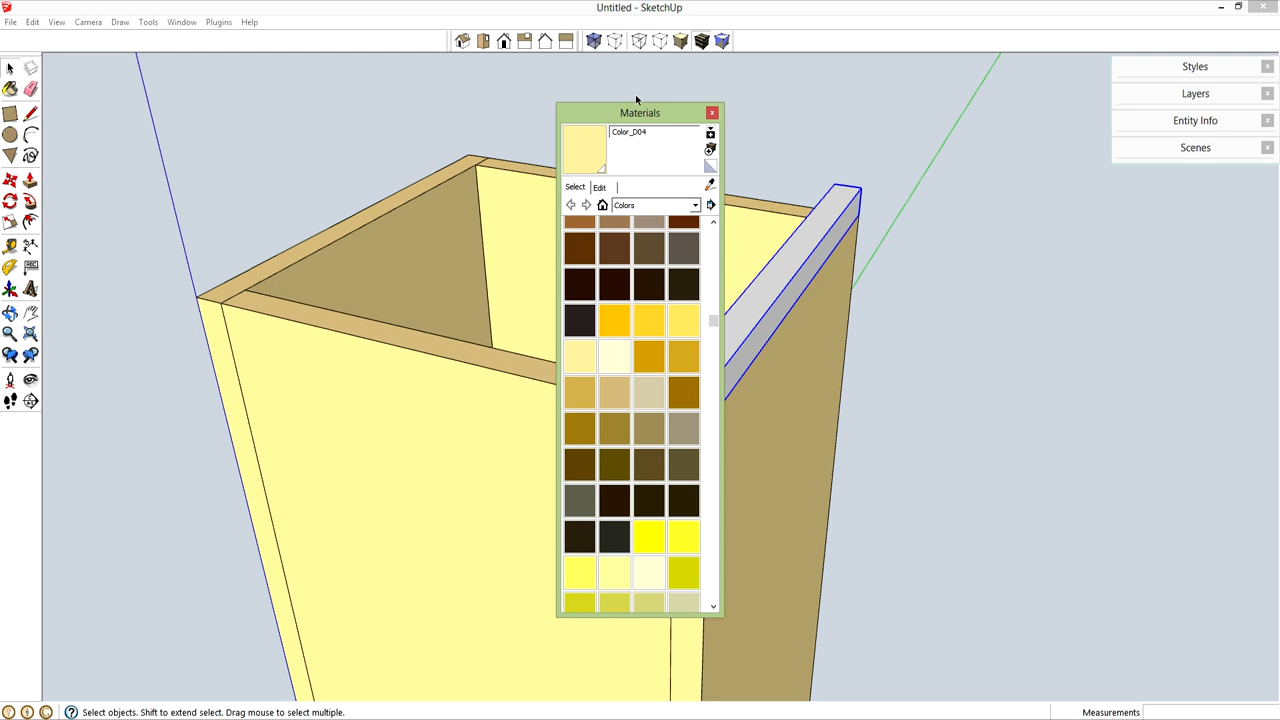 Untitled - SketchUp
File Edit View Camera Draw Tools Window Plugins Help
Styles
Layers
Entity Info
Scenes
Materials
Color_D04
Select Edit
Colors
Select objects. Shift to extend select. Drag mouse to select multiple.
Measurements